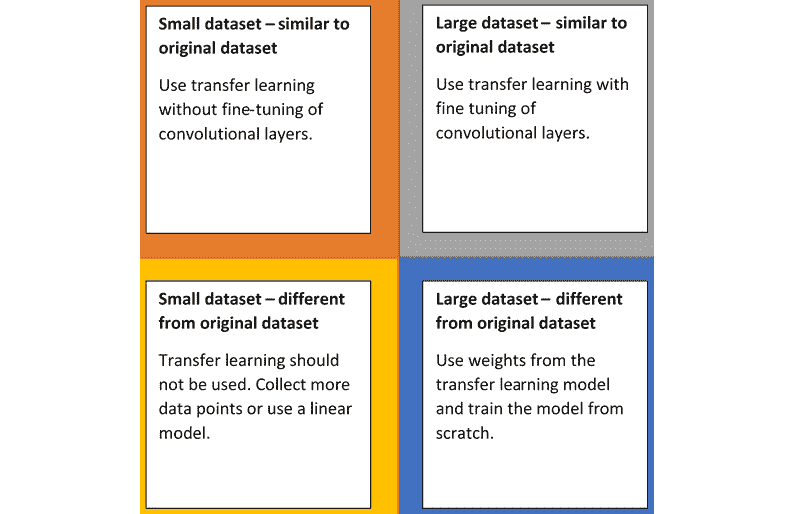 Small dataset – similar to
original dataset
Use transfer learning
without fine-tuning of
convolutional layers.
Large dataset – similar to
original dataset
Use transfer learning with
fine tuning of
convolutional layers.
Small dataset – different
from original dataset
Transfer learning should
not be used. Collect more
data points or use a linear
model.
Large dataset – different
from original dataset
Use weights from the
transfer learning model
and train the model from
scratch.